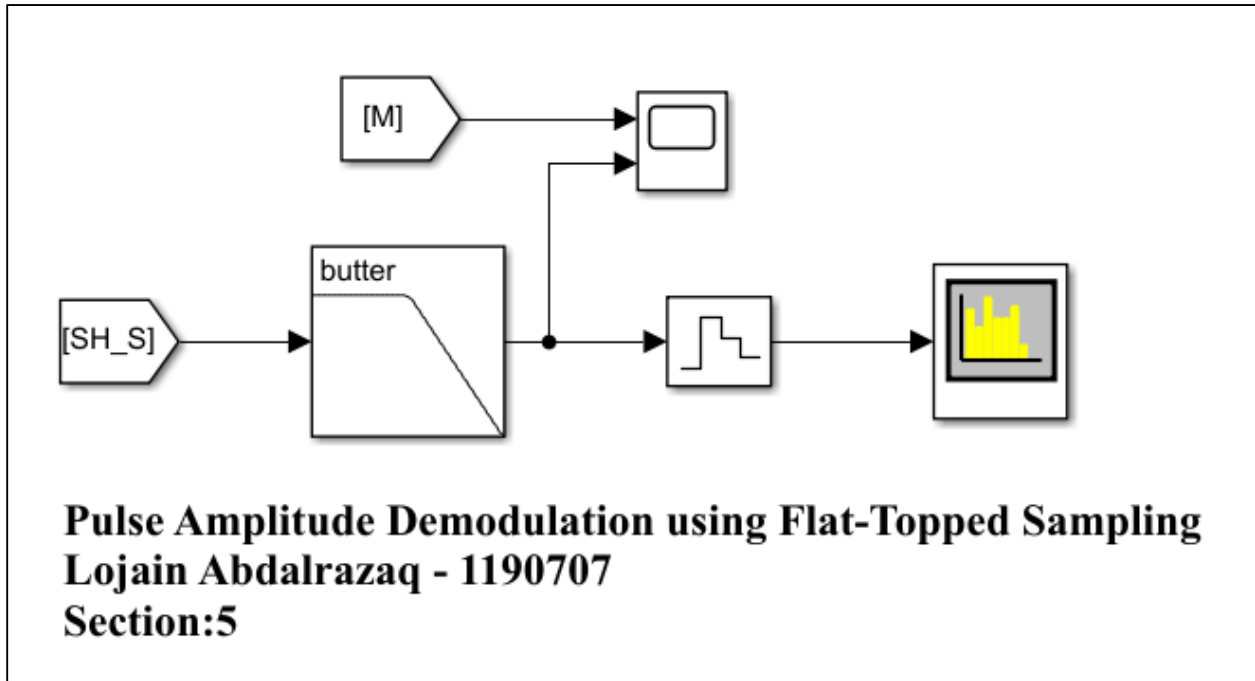 [M]
butter
[SH_S]
Pulse Amplitude Demodulation using Flat-Topped Sampling
Lojain Abdalrazaq - 1190707
Section:5